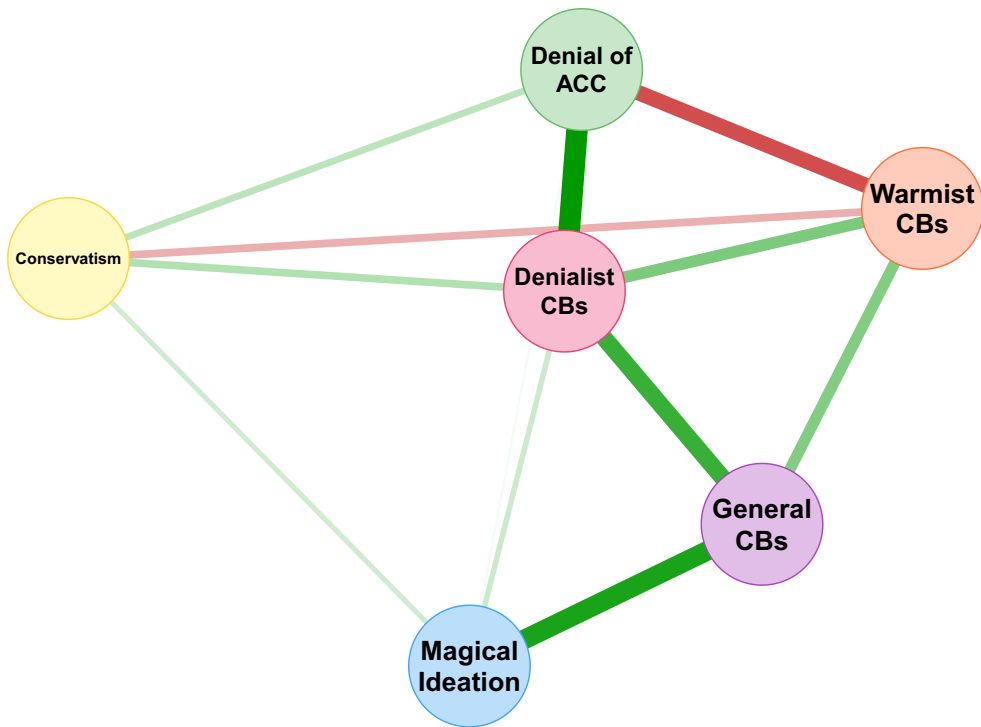 Denial of
ACC
Warmist
CBs
Conservatism
Denialist
CBs
General
CBs
Magical
Ideation